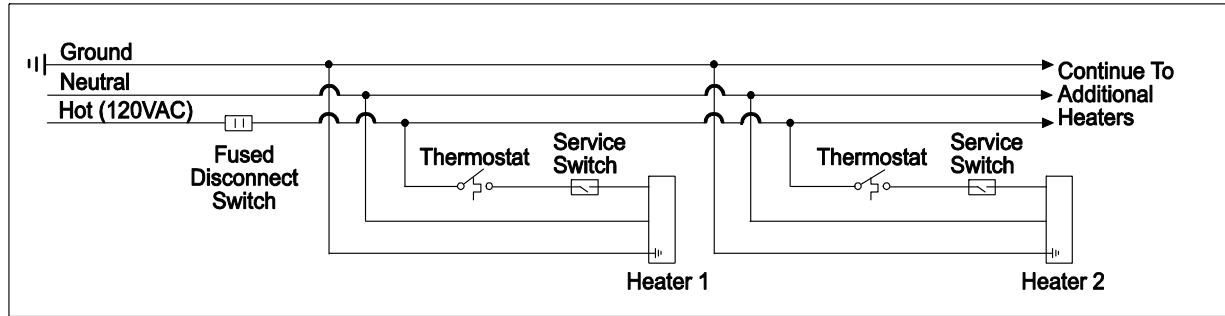 Ground
Neutral
Hot (120VAC)
Continue To
Additional
Heaters
Fused
Disconnect
Switch
Thermostat
Service
Switch
Thermostat
Service
Switch
Heater 1
Heater 2